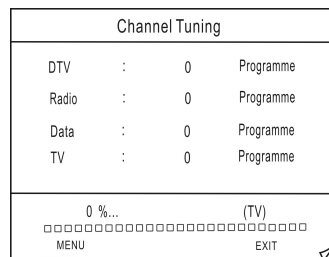 Channel Tuning
DTV : 0 Programme
Radio : 0 Programme
Data : 0 Programme
TV : 0 Programme
0 %... (TV)
MENU EXIT